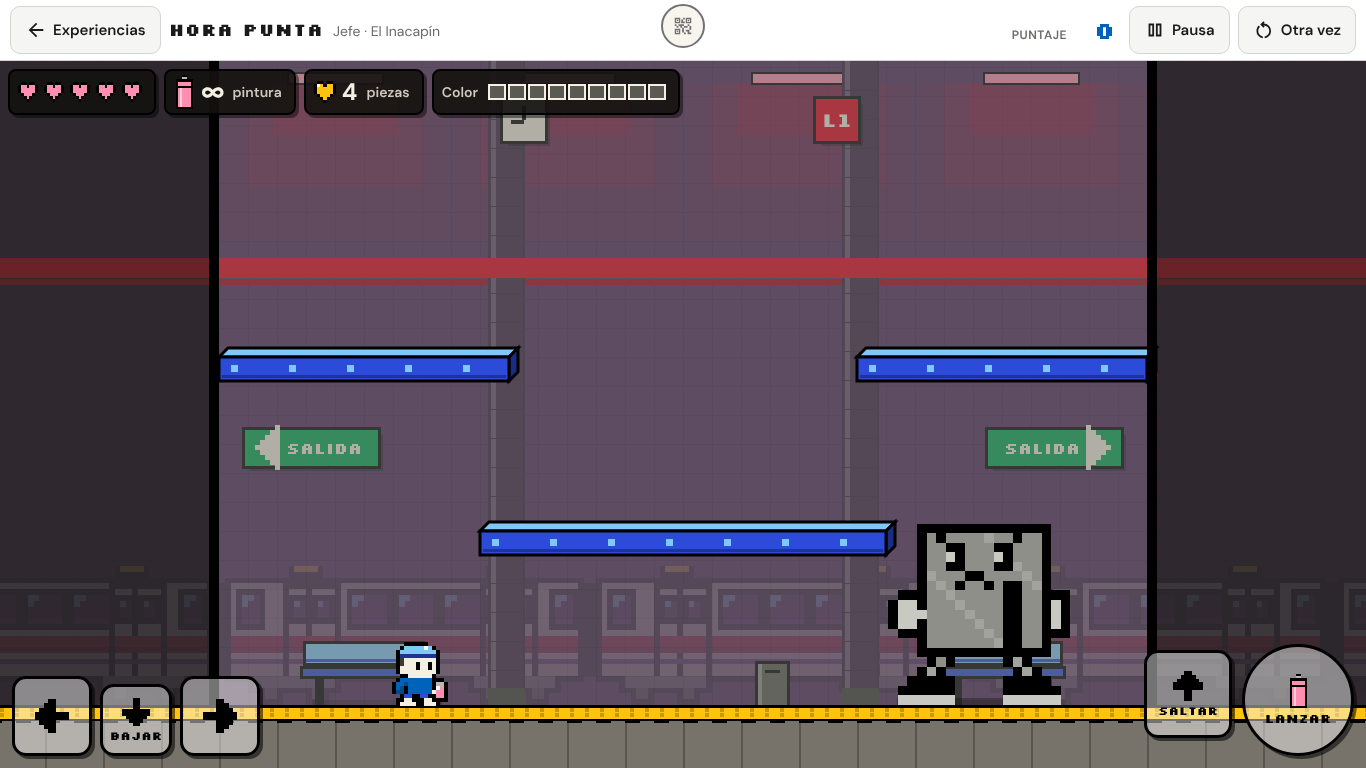 Experiencias
HORA PUNTA
Jefe · El Inacapín
PUNTAJE
0
Pausa
Otra vez
∞ pintura
4 piezas
Color
L1
SALIDA
SALIDA
BAJAR
SALTAR
LANZAR